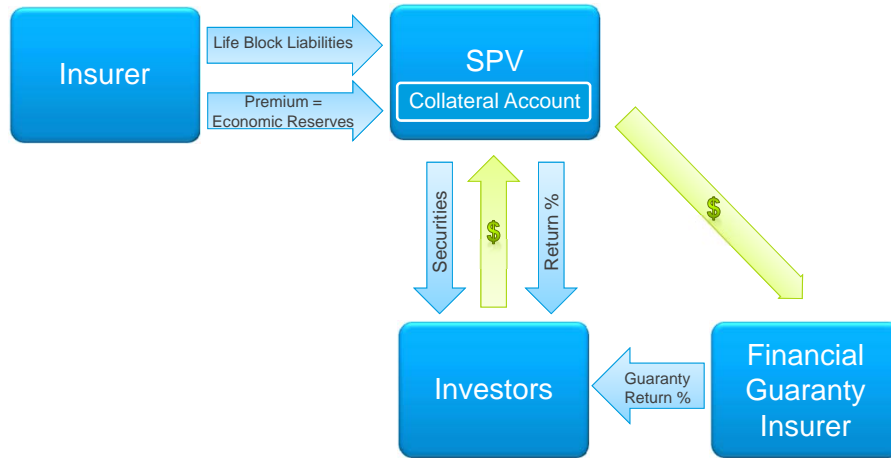 Insurer
Life Block Liabilities
Premium =
Economic Reserves
SPV
Collateral Account
Securities
$
Return %
$
Investors
Guaranty
Return %
Financial
Guaranty
Insurer